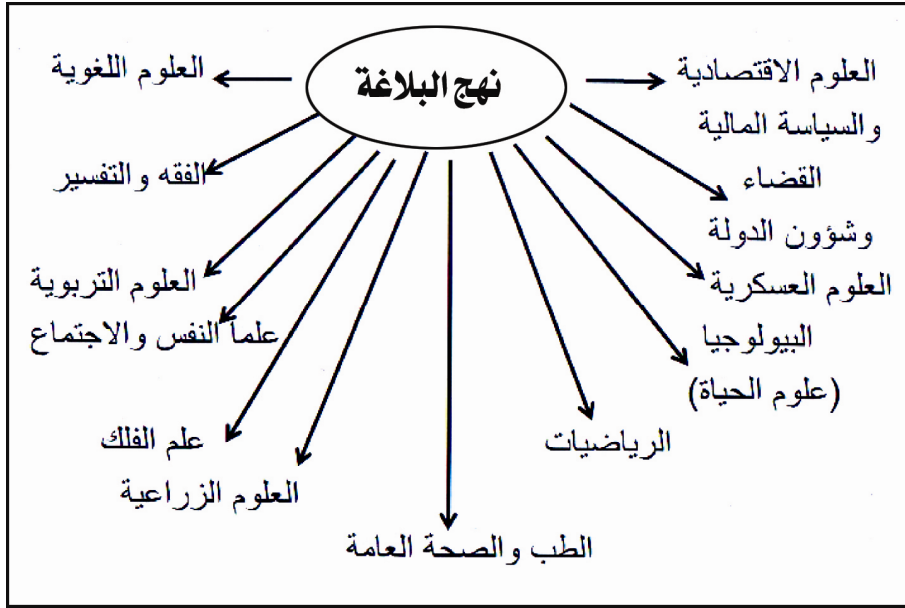 نهج البلاغة
العلوم الاقتصادية
والسياسة المالية
القضاء
وشؤون الدولة
العلوم العسكرية
البيولوجيا
(علوم الحياة)
الرياضيات
الطب والصحة العامة
العلوم الزراعية
علم الفلك
علما النفس والاجتماع
العلوم التربوية
الفقه والتفسير
العلوم اللغوية